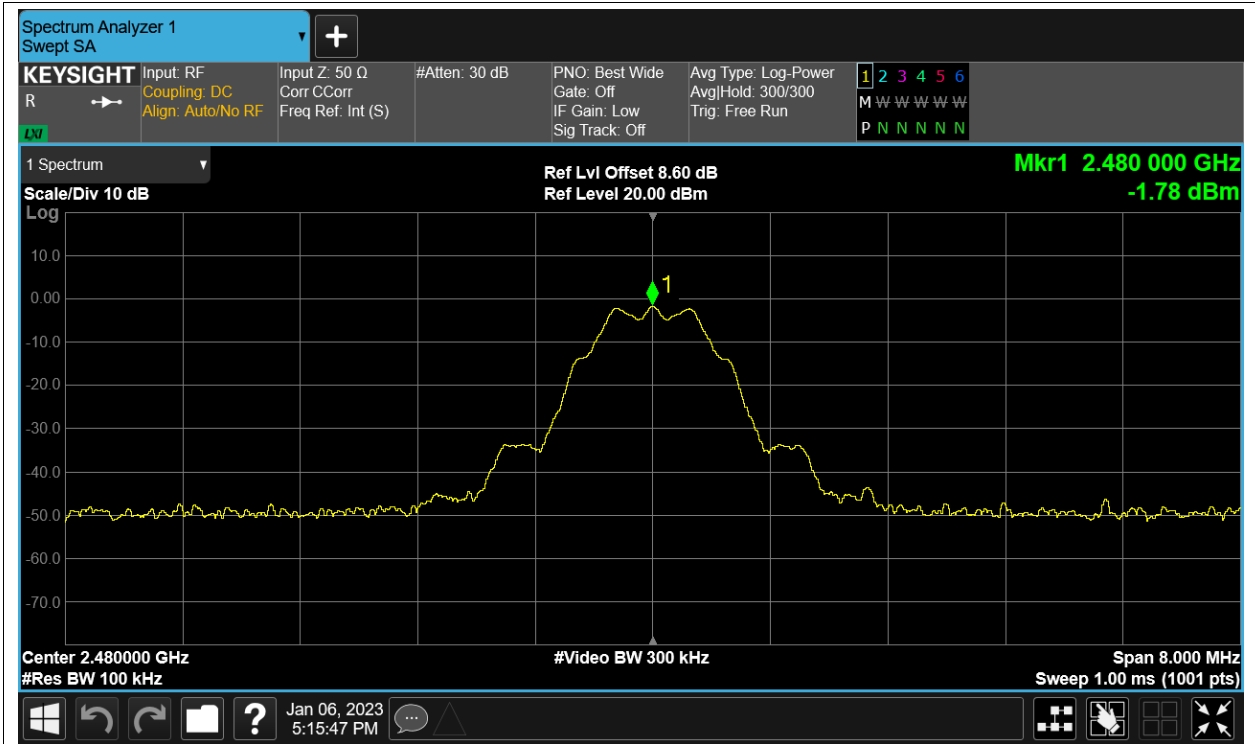 Spectrum Analyzer 1
Swept SA
+
KEYSIGHT
R
LXI
Input: RF
Coupling: DC
Align: Auto/No RF
Input Z: 50 Ω
Corr CCorr
Freq Ref: Int (S)
#Atten: 30 dB
PNO: Best Wide
Gate: Off
IF Gain: Low
Sig Track: Off
Avg Type: Log-Power
Avg|Hold: 300/300
Trig: Free Run
1 2 3 4 5 6
M W W W W W W
P N N N N N N
1 Spectrum
Scale/Div 10 dB
Log
Ref Lvl Offset 8.60 dB
Ref Level 20.00 dBm
Mkr1 2.480 000 GHz
-1.78 dBm
1
10.0
0.00
-10.0
-20.0
-30.0
-40.0
-50.0
-60.0
-70.0
Center 2.480000 GHz
#Res BW 100 kHz
#Video BW 300 kHz
Span 8.000 MHz
Sweep 1.00 ms (1001 pts)
?
Jan 06, 2023
5:15:47 PM